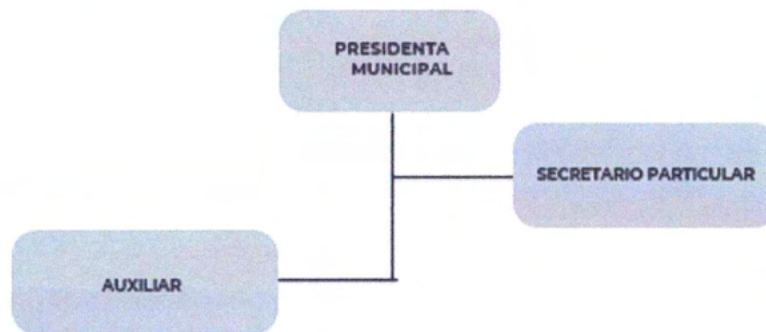 PRESIDENTA
MUNICIPAL
SECRETARIO PARTICULAR
AUXILIAR